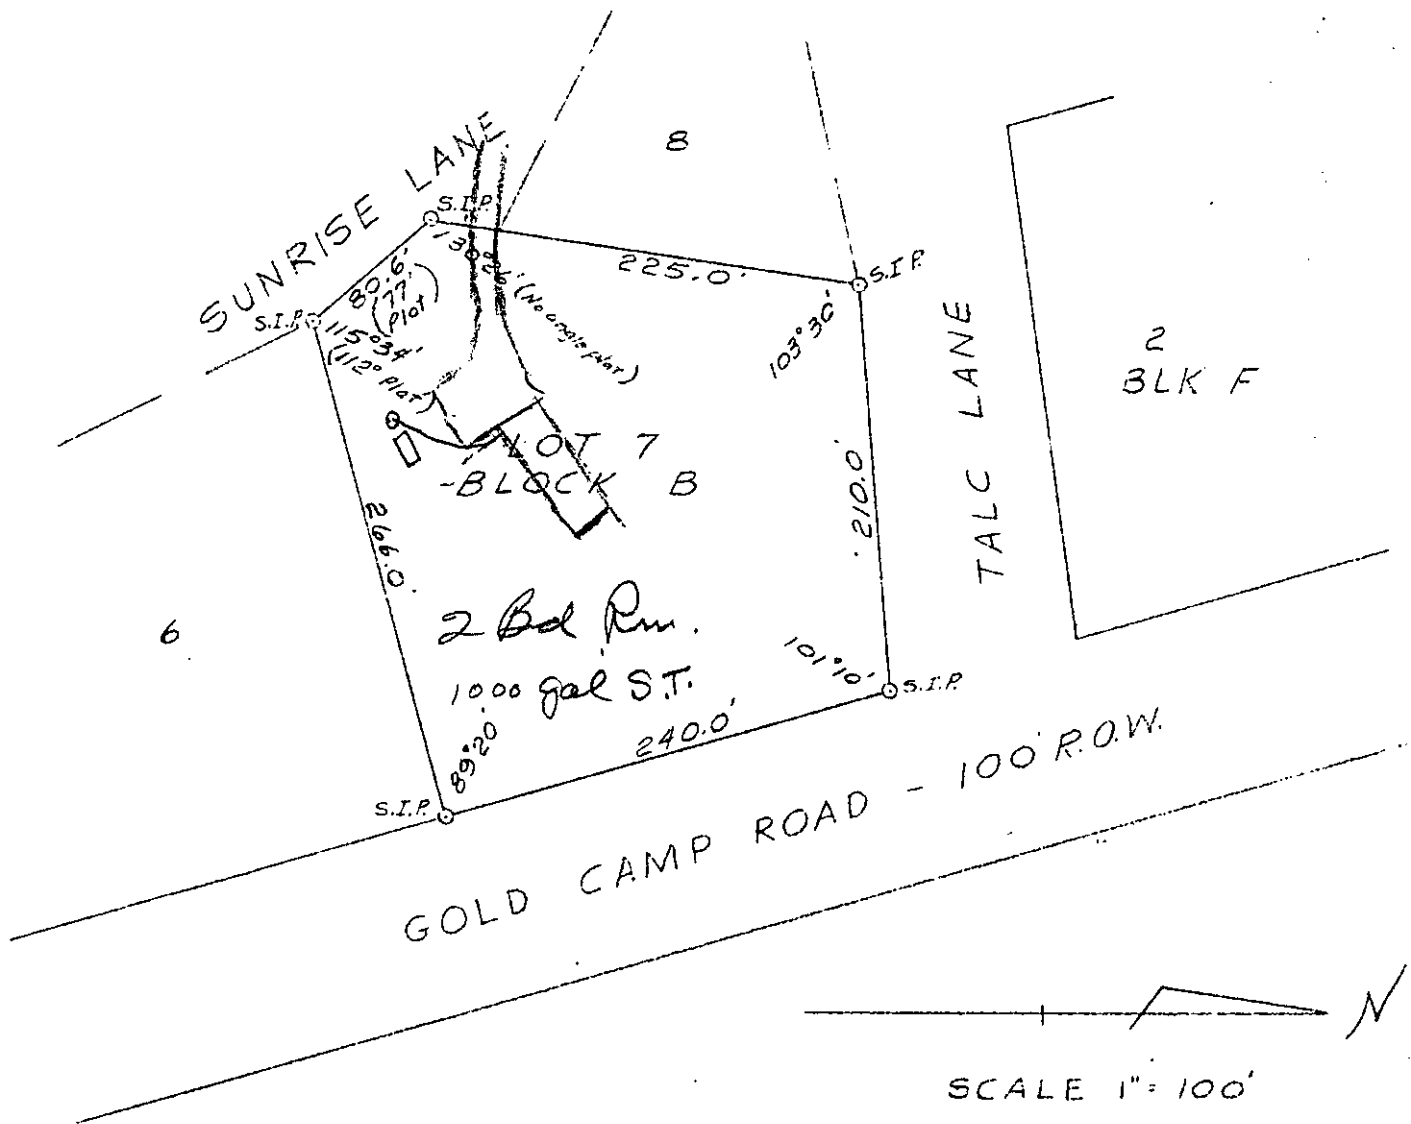 SUNRISE LANE
8
S.I.P.
80.6'
(77'
Plat)
225.0'
S.I.P.
S.I.P.
115°34'
(112° Plat)
(No angle plat)
103°30'
TALC LANE
2
BLK F
LOT 7
BLOCK B
266.0'
210.0'
6
2 Bd Rm.
1000 gal S.T.
101°10'
S.I.P.
240.0'
89°20'
S.I.P.
GOLD CAMP ROAD - 100' R.O.W.
N
SCALE 1" = 100'